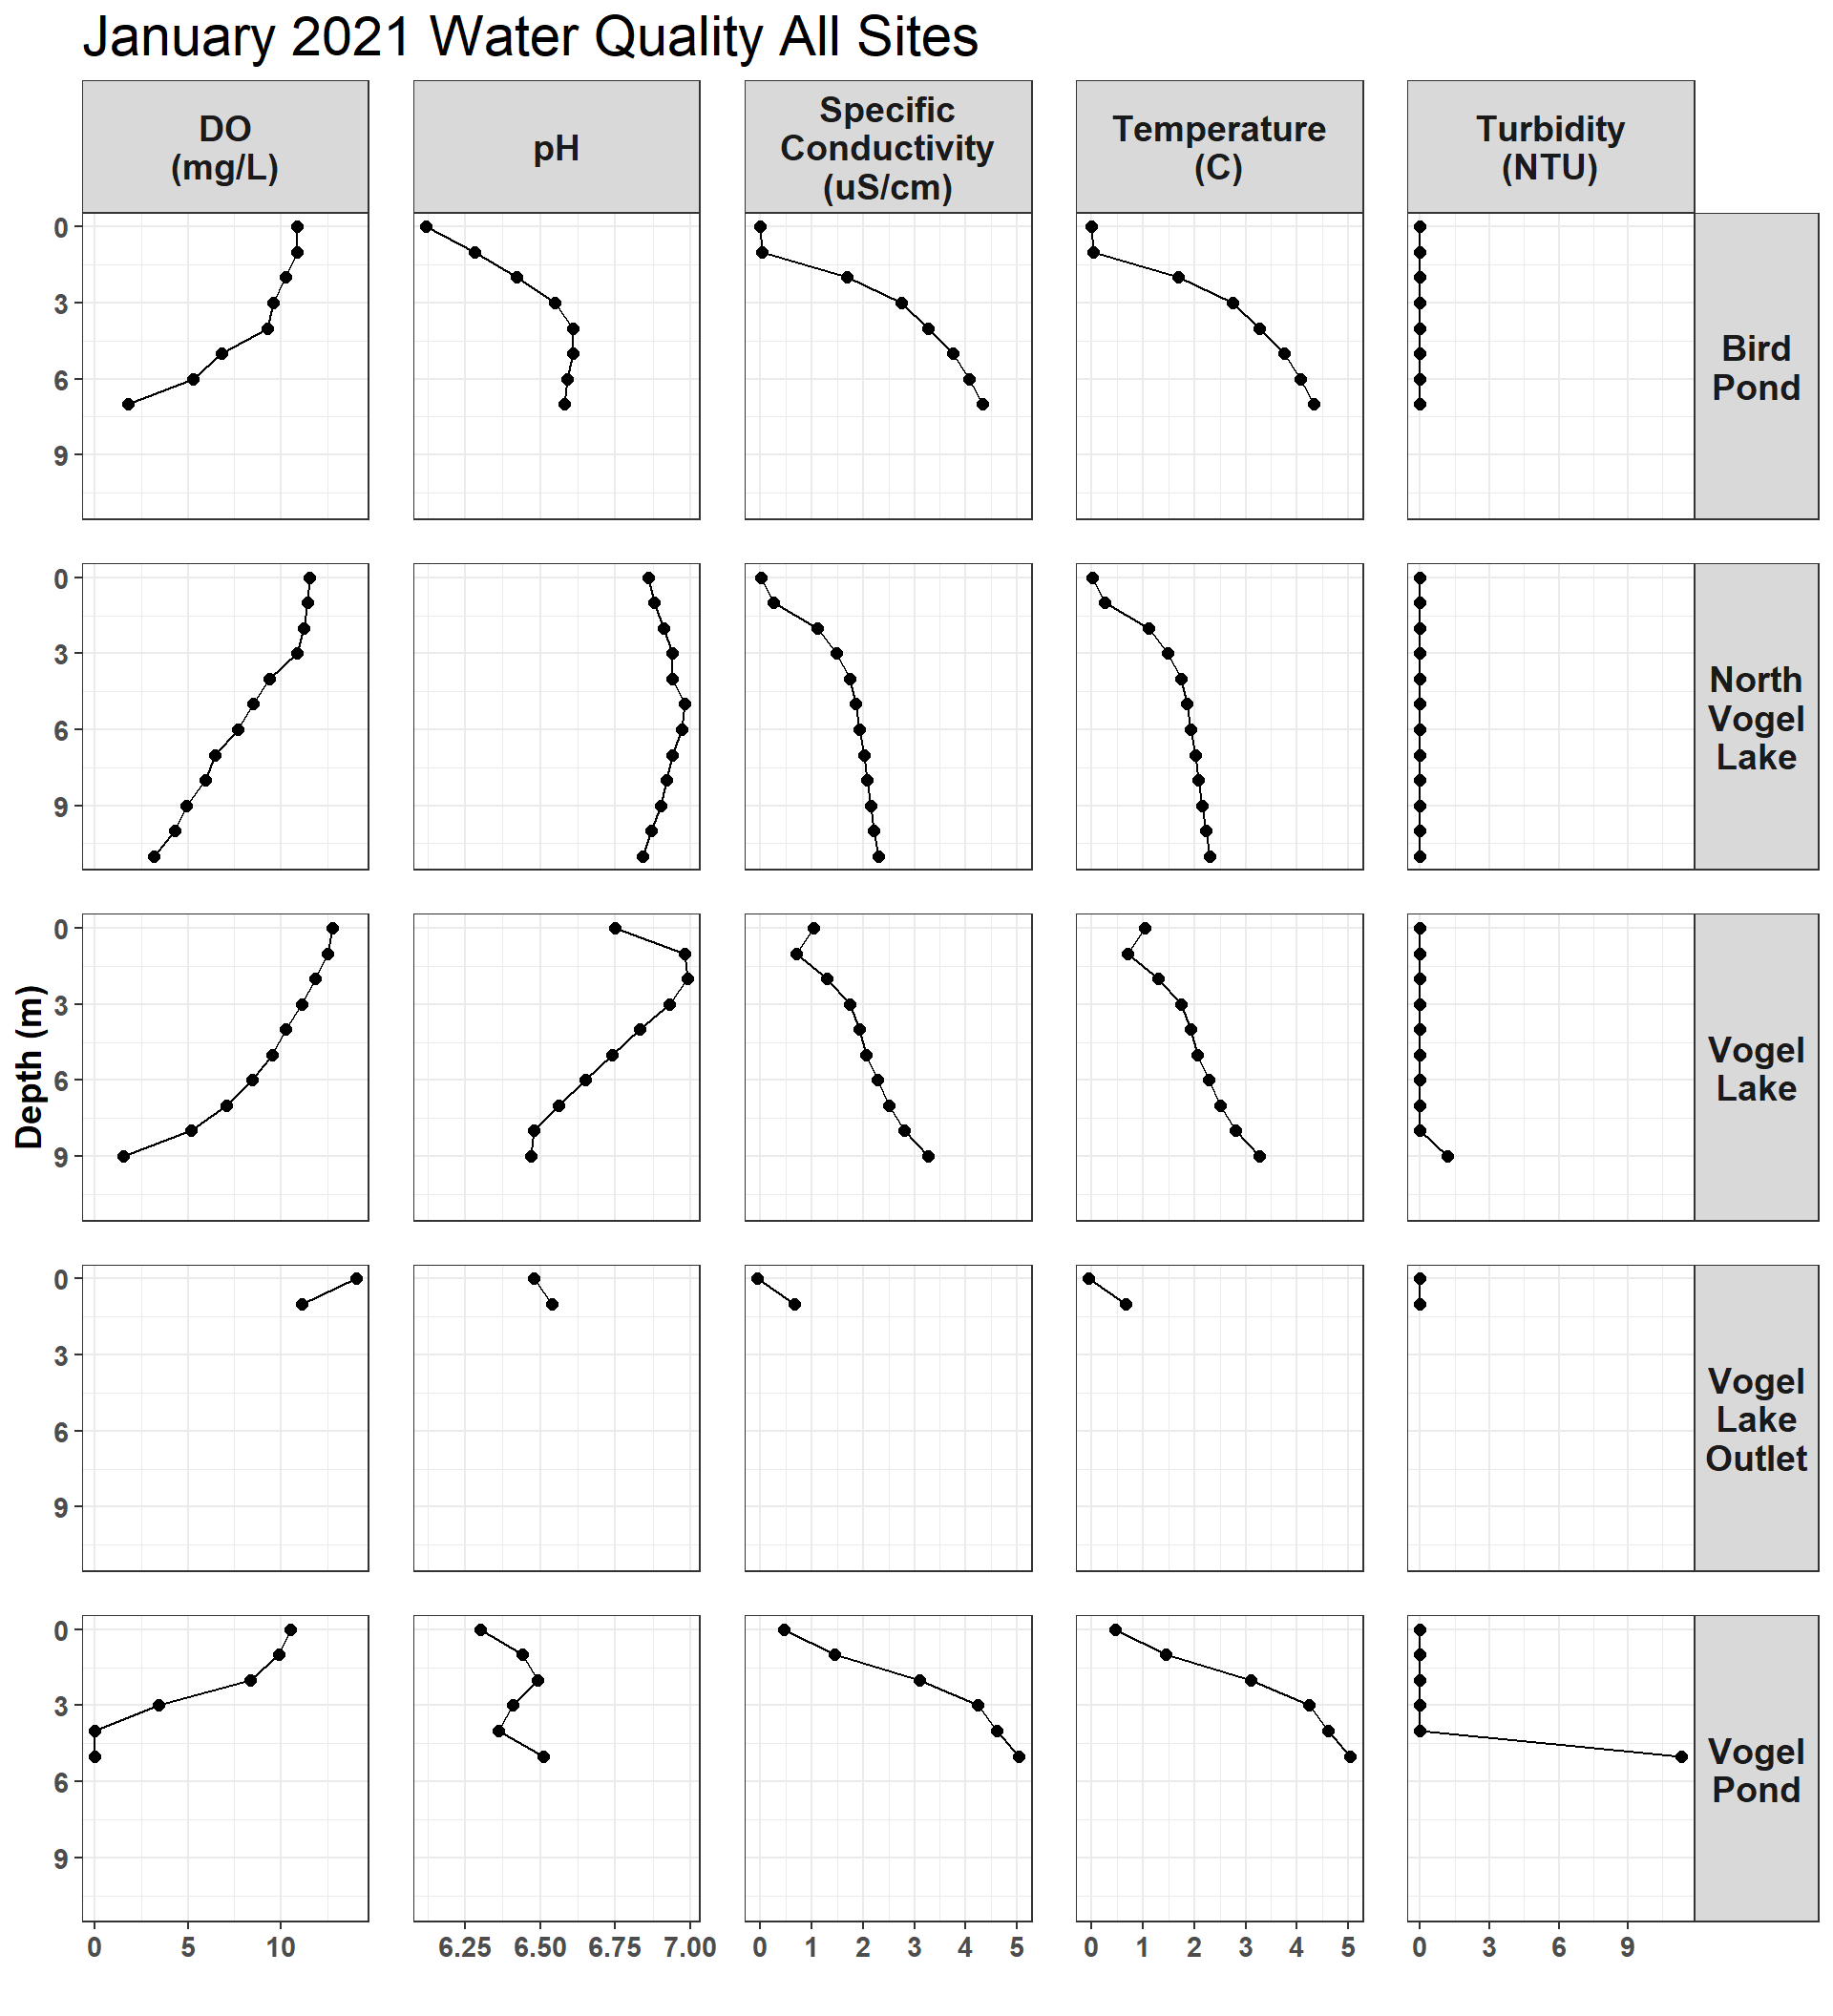 January 2021 Water Quality All Sites
DO
(mg/L)
pH
Specific
Conductivity
(uS/cm)
Temperature
(C)
Turbidity
(NTU)
0
3
6
9
Bird
Pond
0
3
6
9
North
Vogel
Lake
Depth (m)
0
3
6
9
Vogel
Lake
0
3
6
9
Vogel
Lake
Outlet
0
3
6
9
Vogel
Pond
0 5 10
6.25 6.50 6.75 7.00
0 1 2 3 4 5
0 1 2 3 4 5
0 3 6 9